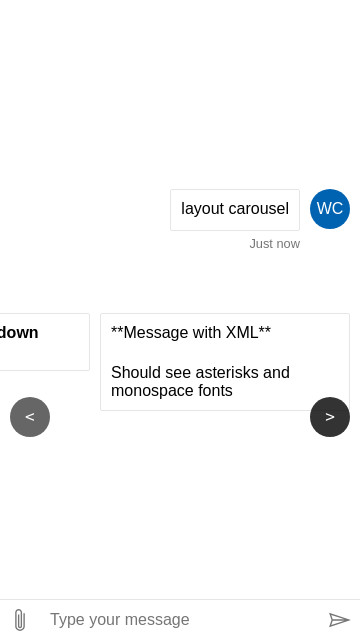 layout carousel
WC
Just now
down
**Message with XML**
Should see asterisks and
monospace fonts
<
>
Type your message